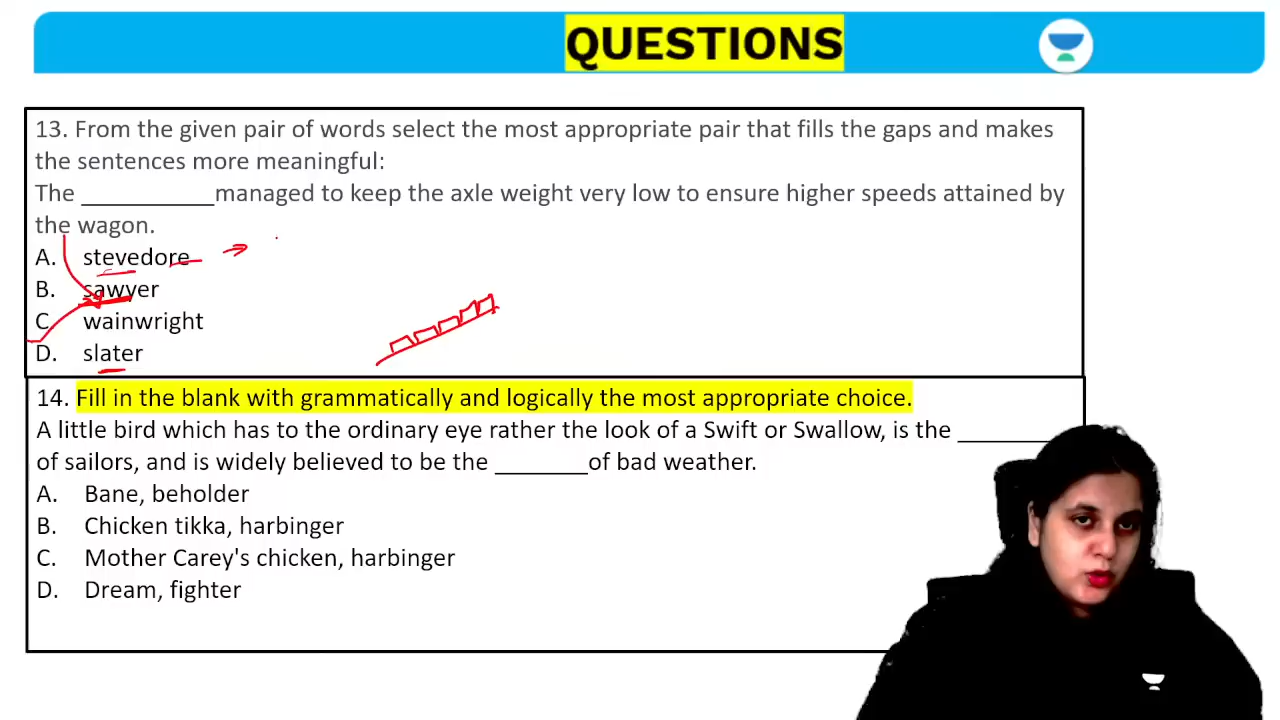 QUESTIONS
13. From the given pair of words select the most appropriate pair that fills the gaps and makes
the sentences more meaningful:
The __________managed to keep the axle weight very low to ensure higher speeds attained by
the wagon.
A. stevedore
B. sawyer
C. wainwright
D. slater
14. Fill in the blank with grammatically and logically the most appropriate choice.
A little bird which has to the ordinary eye rather the look of a Swift or Swallow, is the _______
of sailors, and is widely believed to be the _______of bad weather.
A. Bane, beholder
B. Chicken tikka, harbinger
C. Mother Carey's chicken, harbinger
D. Dream, fighter